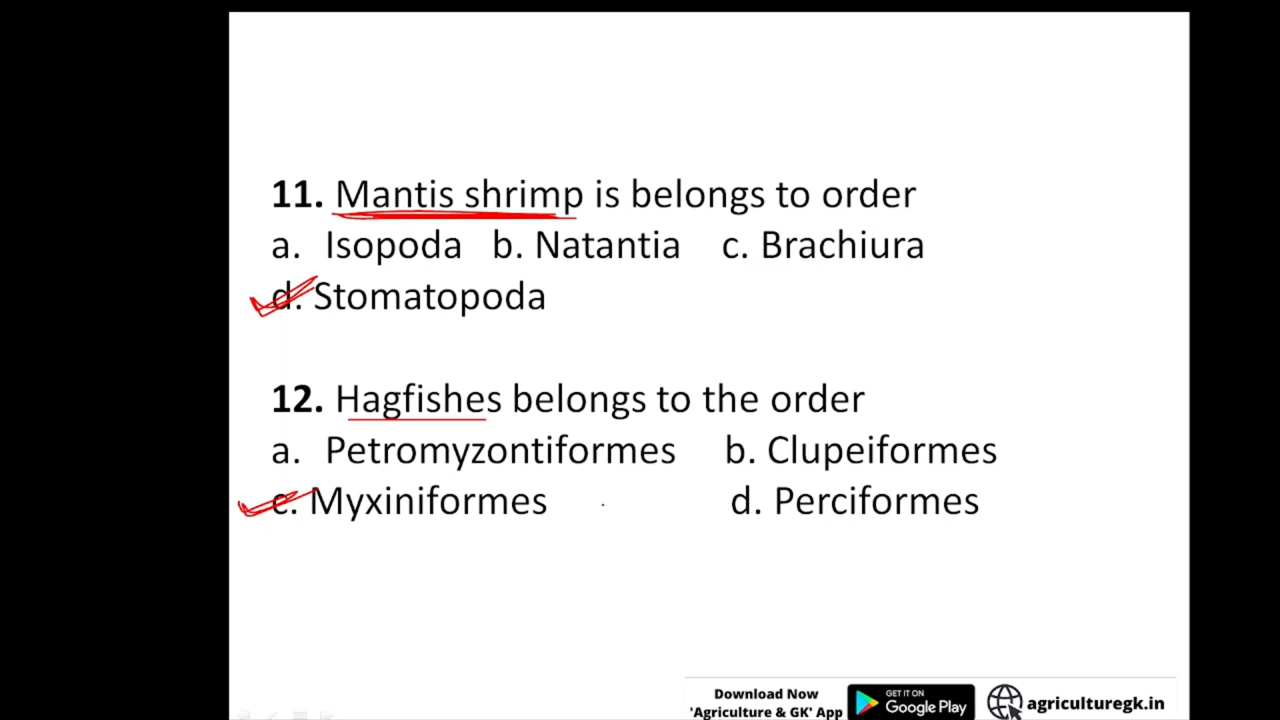 11. Mantis shrimp is belongs to order
a. Isopoda b. Natantia c. Brachiura
d. Stomatopoda
12. Hagfishes belongs to the order
a. Petromyzontiformes b. Clupeiformes
c. Myxiniformes d. Perciformes
Download Now
'Agriculture & GK' App
GET IT ON
Google Play
agriculturegk.in